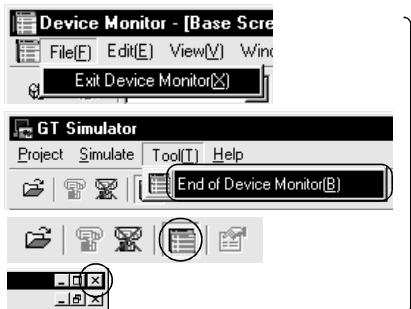 Device Monitor - [Base Scre
File(F) Edit(E) View(V) Win
Exit Device Monitor(X)
GT Simulator
Project Simulate Tool(T) Help
End of Device Monitor(B)